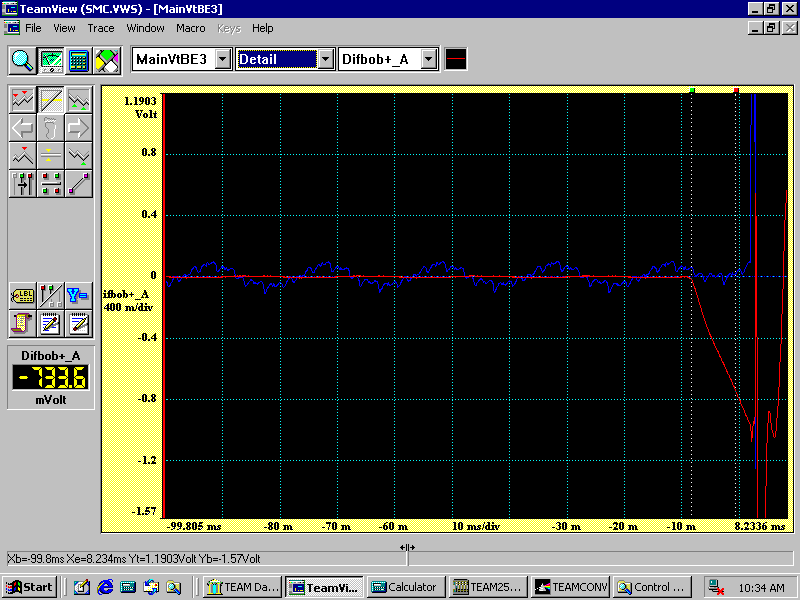 TeamView (SMC.VWS) - [MainVtBE3]
File View Trace Window Macro Keys Help
MainVtBE3 Detail Difbob+_A
1.1903
Volt
0.8
0.4
0
ifbob+_A
400 m/div
-0.4
-0.8
-1.2
-1.57
-99.805 ms -80 m -70 m -60 m 10 ms/div -30 m -20 m -10 m 8.2336 ms
LBL
Difbob+_A
-733.6
mVolt
Xb=-99.8ms Xe=8.234ms Yt=1.1903Volt Yb=-1.57Volt
Start TEAM Da... TeamVi... Calculator TEAM25... TEAMCONV Control ... 10:34 AM